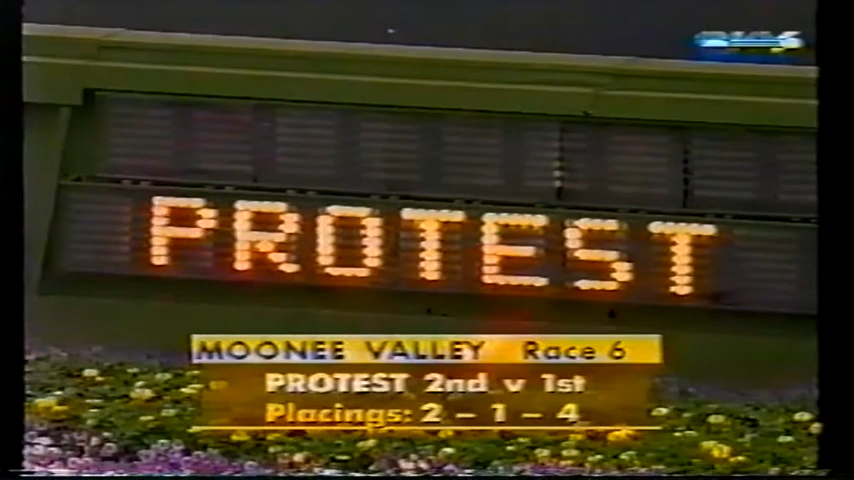 PROTEST
MOONEE VALLEY Race 6
PROTEST 2nd v 1st
Placings: 2 - 1 - 4